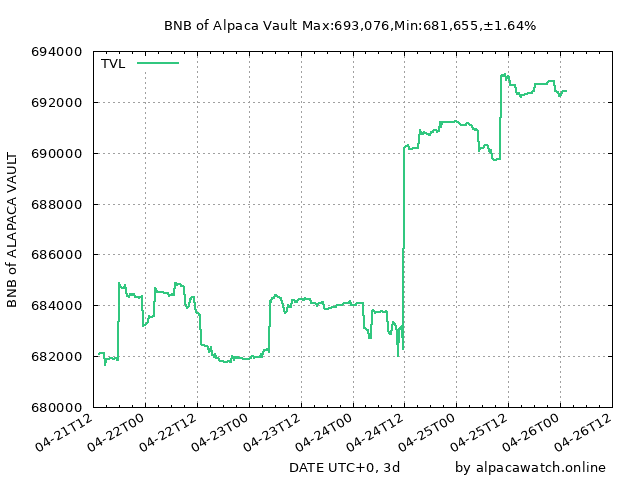 BNB of Alpaca Vault Max:693,076,Min:681,655,±1.64%
TVL
694000
692000
690000
688000
686000
684000
682000
680000
BNB of ALAPACA VAULT
04-21T12
04-22T00
04-22T12
04-23T00
04-23T12
04-24T00
04-24T12
04-25T00
04-25T12
04-26T00
04-26T12
DATE UTC+0, 3d
by alpacawatch.online